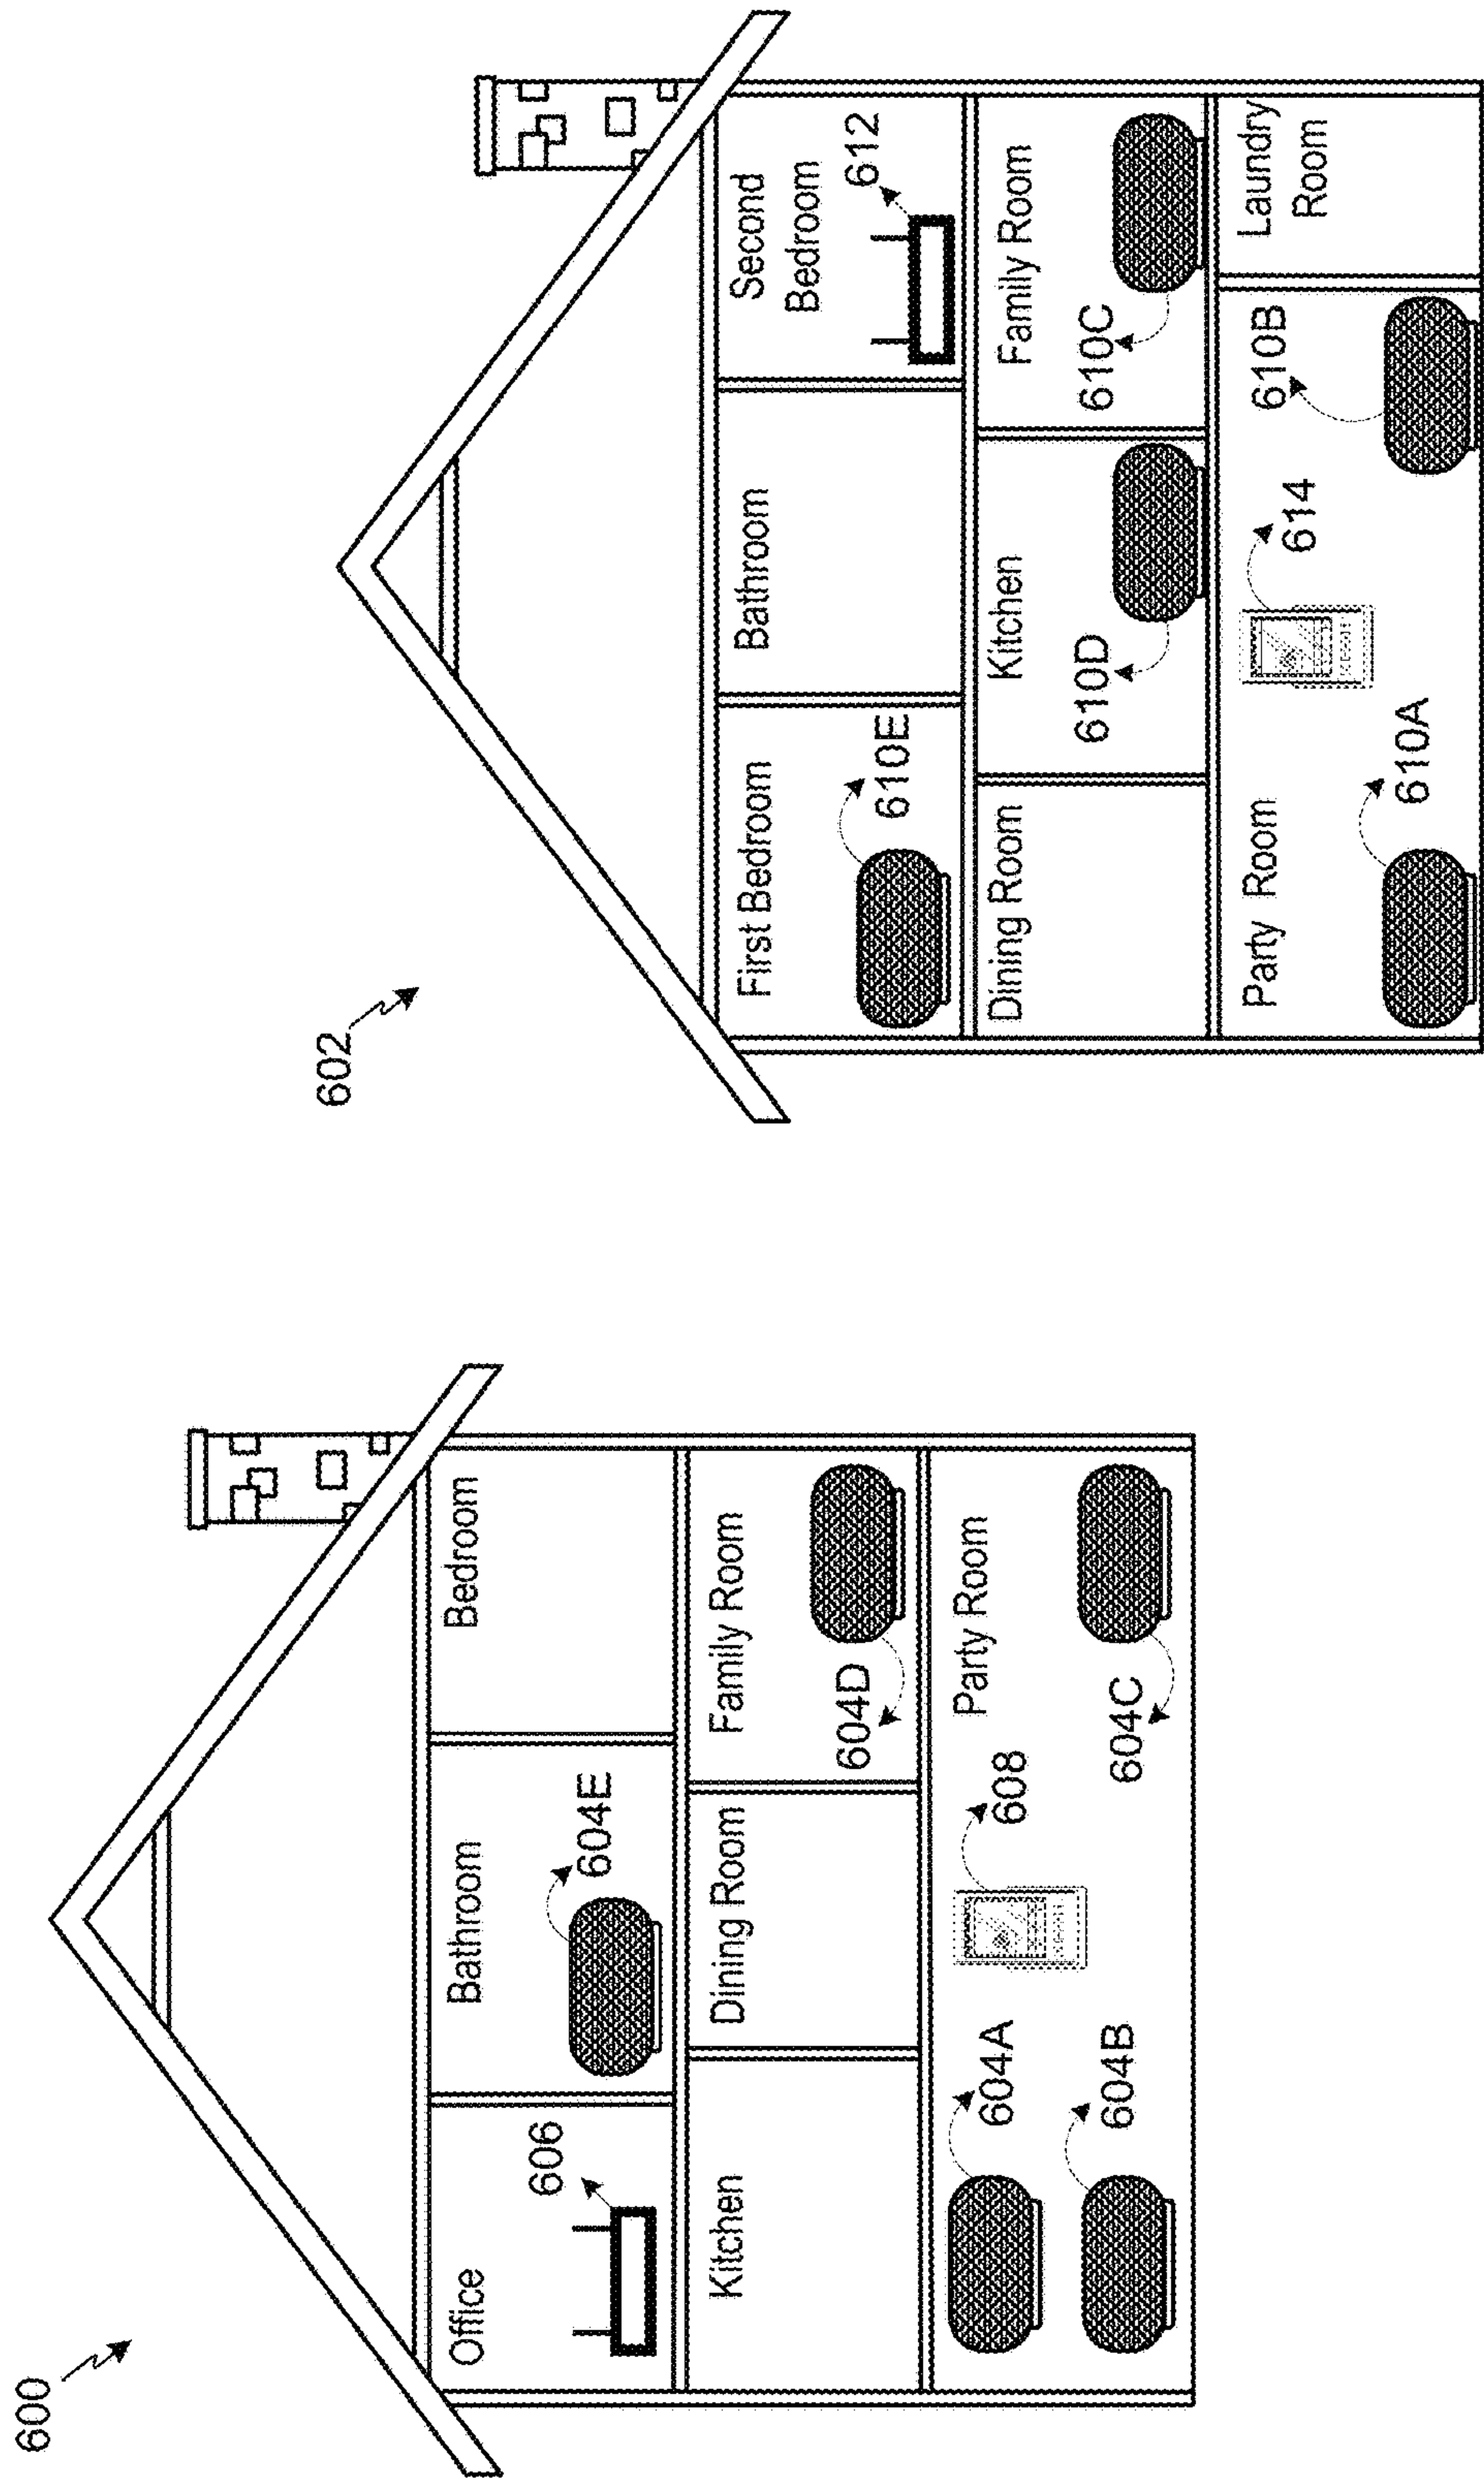 600
Office
606
Bathroom
604E
Bedroom
Kitchen
Dining Room
Family Room
604D
604A
604B
608
Party Room
604C
602
First Bedroom
610E
Bathroom
Second
Bedroom
612
Dining Room
Kitchen
610D
Family Room
610C
Party Room
610A
614
610B
Laundry
Room